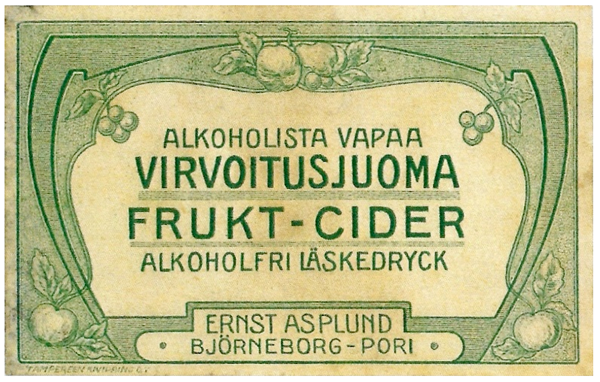 ALKOHOLISTA VAPAA
VIRVOITUSJUOMA
FRUKT-CIDER
ALKOHOLFRI LÄSKEDRYCK
ERNST ASPLUND
BJÖRNEBORG-PORI